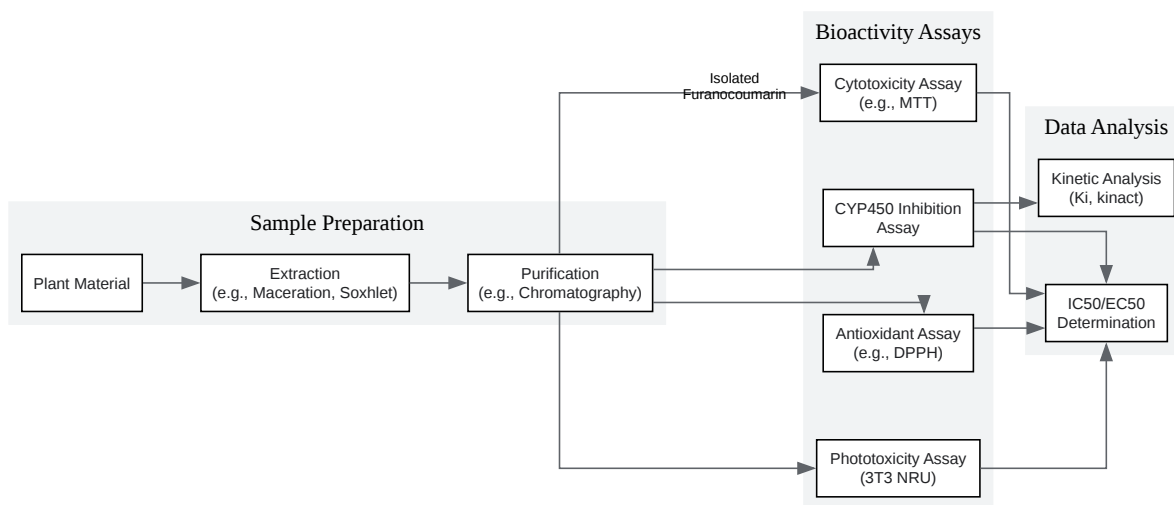 Bioactivity Assays
Isolated
Furanocoumarin
Cytotoxicity Assay
(e.g., MTT)
Data Analysis
Kinetic Analysis
(Ki, kinact)
CYP450 Inhibition
Assay
Sample Preparation
Plant Material
Extraction
(e.g., Maceration, Soxhlet)
Purification
(e.g., Chromatography)
IC50/EC50
Determination
Antioxidant Assay
(e.g., DPPH)
Phototoxicity Assay
(3T3 NRU)